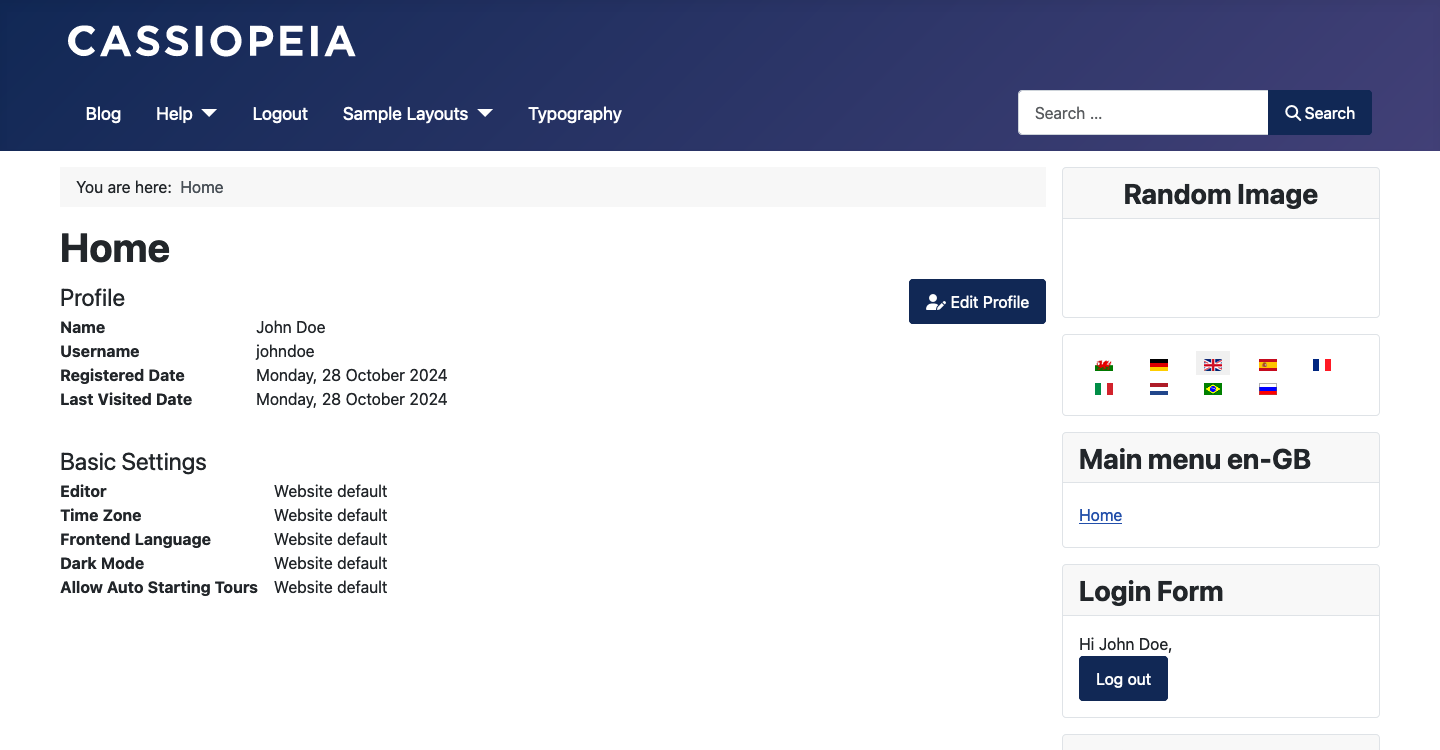 CASSIOPEIA
Blog Help Logout Sample Layouts Typography
Search ... Search
You are here: Home
Home
Profile
Edit Profile
Name John Doe
Username johndoe
Registered Date Monday, 28 October 2024
Last Visited Date Monday, 28 October 2024
Basic Settings
Editor Website default
Time Zone Website default
Frontend Language Website default
Dark Mode Website default
Allow Auto Starting Tours Website default
Random Image
Main menu en-GB
Home
Login Form
Hi John Doe,
Log out